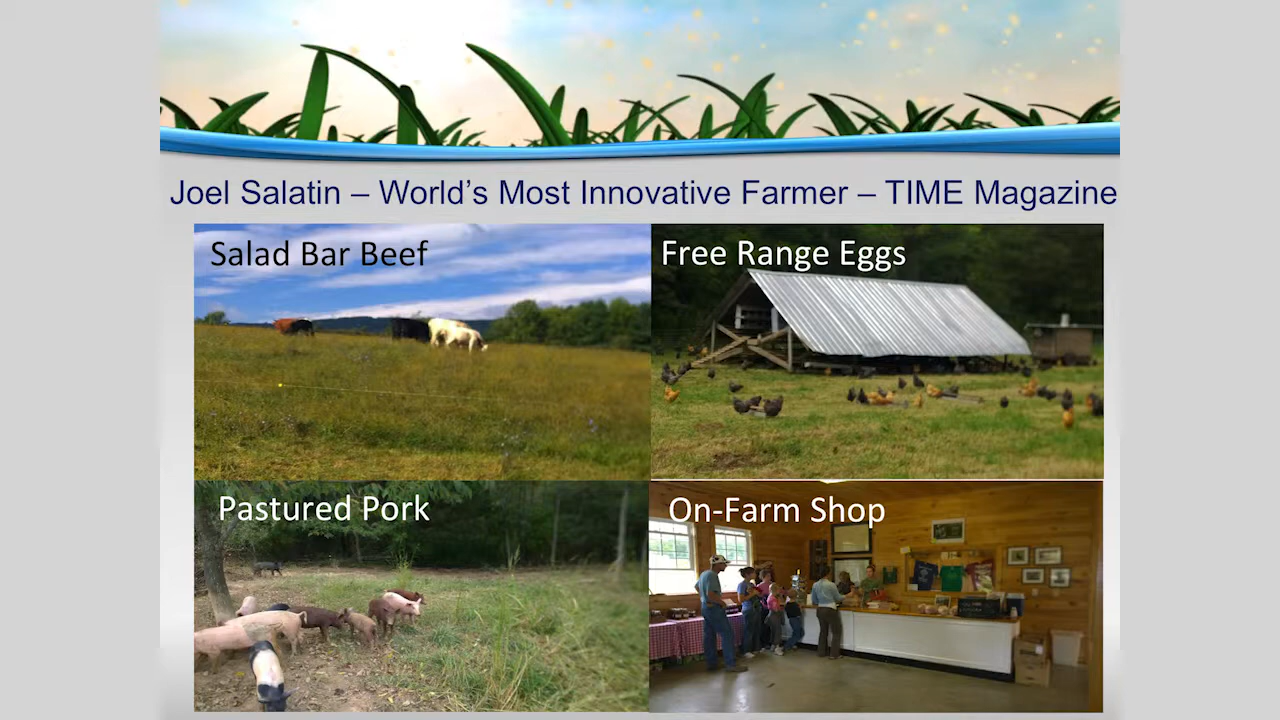 Joel Salatin – World’s Most Innovative Farmer – TIME Magazine
Salad Bar Beef
Free Range Eggs
Pastured Pork
On-Farm Shop